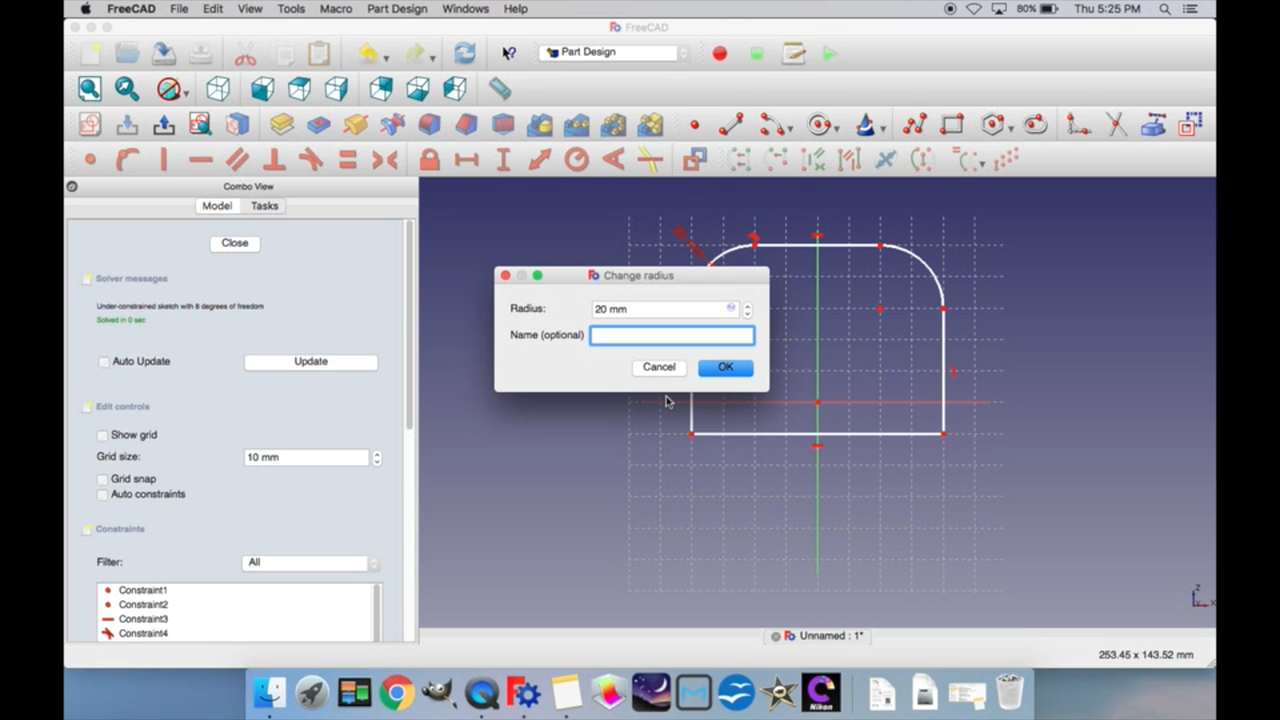 FreeCAD File Edit View Tools Macro Part Design Windows Help 80% Thu 5:25 PM
FreeCAD
Part Design
Combo View
Model Tasks
Close
Solver messages
Under-constrained sketch with 8 degrees of freedom
Solved in 0 sec
Auto Update Update
Edit controls
Show grid
Grid size: 10 mm
Grid snap
Auto constraints
Constraints
Filter: All
Constraint1
Constraint2
Constraint3
Constraint4
Change radius
Radius: 20 mm
Name (optional)
Cancel OK
Z
X
Unnamed : 1*
253.45 x 143.52 mm
Nikon